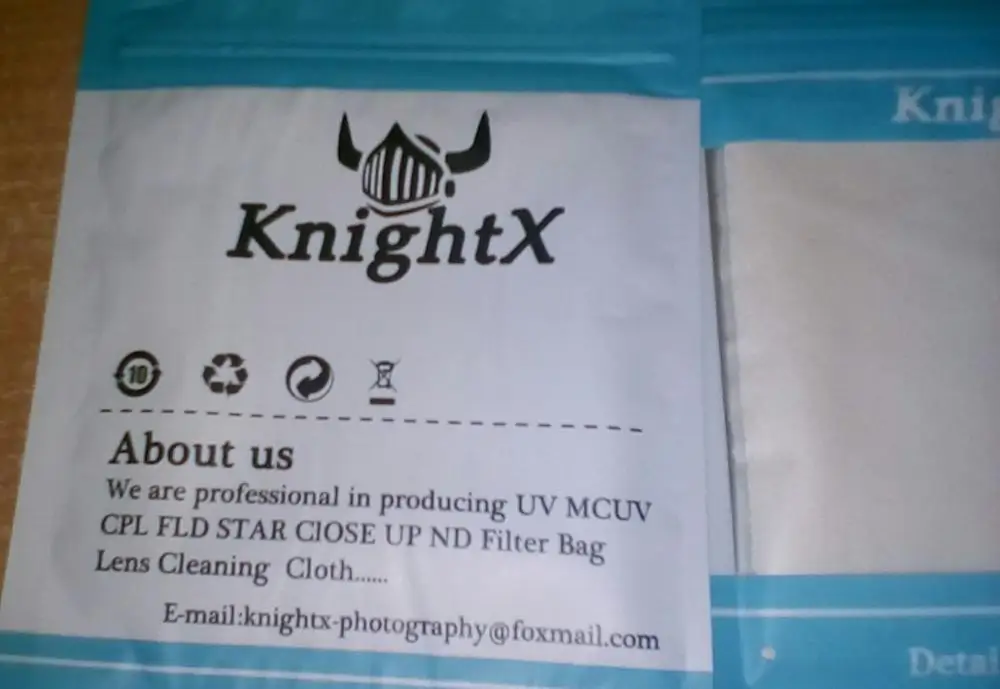 KnightX
10
About us
We are professional in producing UV MCUV
CPL FLD STAR ClOSE UP ND Filter Bag
Lens Cleaning Cloth......
E-mail:knightx-photography@foxmail.com
Knig
Detai